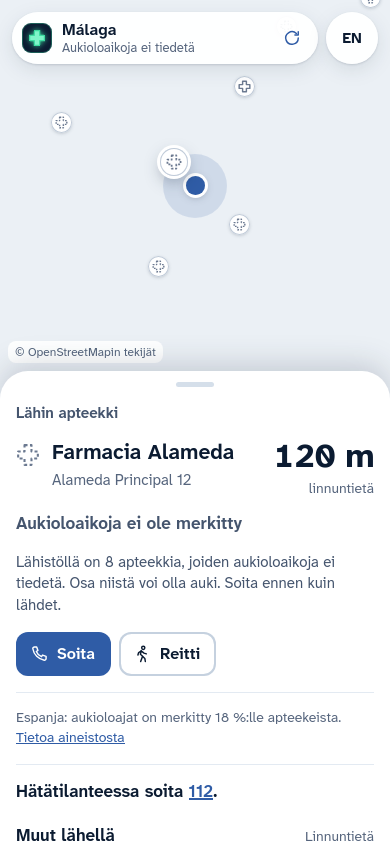 Málaga
Aukioloaikoja ei tiedetä
EN
© OpenStreetMapin tekijät
Lähin apteekki
Farmacia Alameda
120 m
Alameda Principal 12
linnuntietä
Aukioloaikoja ei ole merkitty
Lähistöllä on 8 apteekkia, joiden aukioloaikoja ei
tiedetä. Osa niistä voi olla auki. Soita ennen kuin
lähdet.
Soita
Reitti
Espanja: aukioloajat on merkitty 18 %:lle apteekeista.
Tietoa aineistosta
Hätätilanteessa soita 112.
Muut lähellä
Linnuntietä